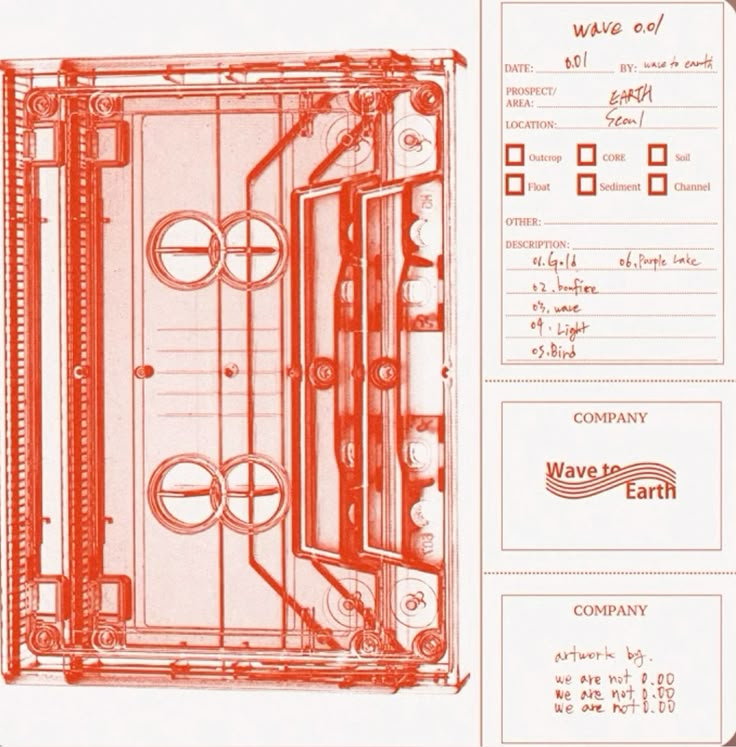 wave 0.01
DATE: 0.01 BY: wave to earth
PROSPECT/
AREA: EARTH
LOCATION: Seoul
Outcrop CORE Soil
Float Sediment Channel
OTHER:
DESCRIPTION:
01. Gold 06. Purple Lake
02. bonfire
03. wave
04. Light
05. Bird
COMPANY
Wave to
Earth
COMPANY
artwork by.
we are not 0.00
we are not 0.00
we are not 0.00